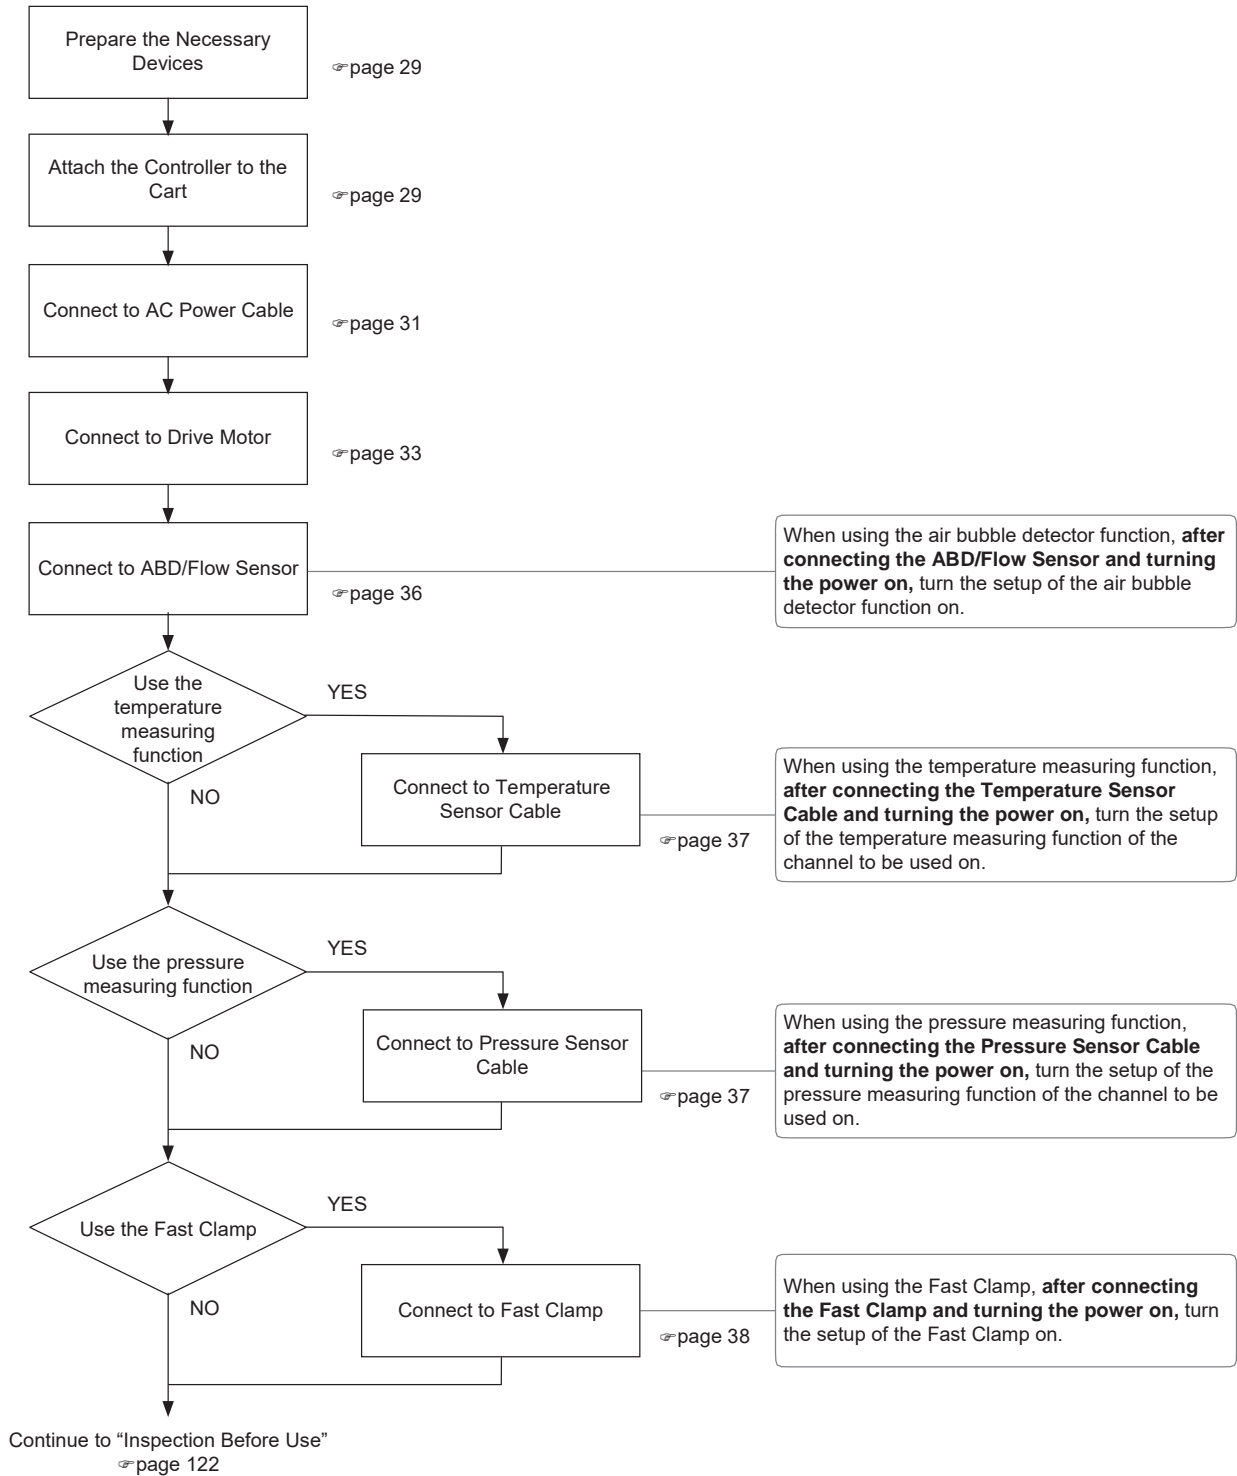 Prepare the Necessary
Devices
☞page 29
Attach the Controller to the
Cart
☞page 29
Connect to AC Power Cable
☞page 31
Connect to Drive Motor
☞page 33
Connect to ABD/Flow Sensor
☞page 36
When using the air bubble detector function, after
connecting the ABD/Flow Sensor and turning
the power on, turn the setup of the air bubble
detector function on.
Use the
temperature
measuring
function
YES
NO
Connect to Temperature
Sensor Cable
☞page 37
When using the temperature measuring function,
after connecting the Temperature Sensor
Cable and turning the power on, turn the setup
of the temperature measuring function of the
channel to be used on.
Use the pressure
measuring function
YES
NO
Connect to Pressure Sensor
Cable
☞page 37
When using the pressure measuring function,
after connecting the Pressure Sensor Cable
and turning the power on, turn the setup of the
pressure measuring function of the channel to be
used on.
Use the Fast Clamp
YES
NO
Connect to Fast Clamp
☞page 38
When using the Fast Clamp, after connecting
the Fast Clamp and turning the power on, turn
the setup of the Fast Clamp on.
Continue to “Inspection Before Use”
☞page 122